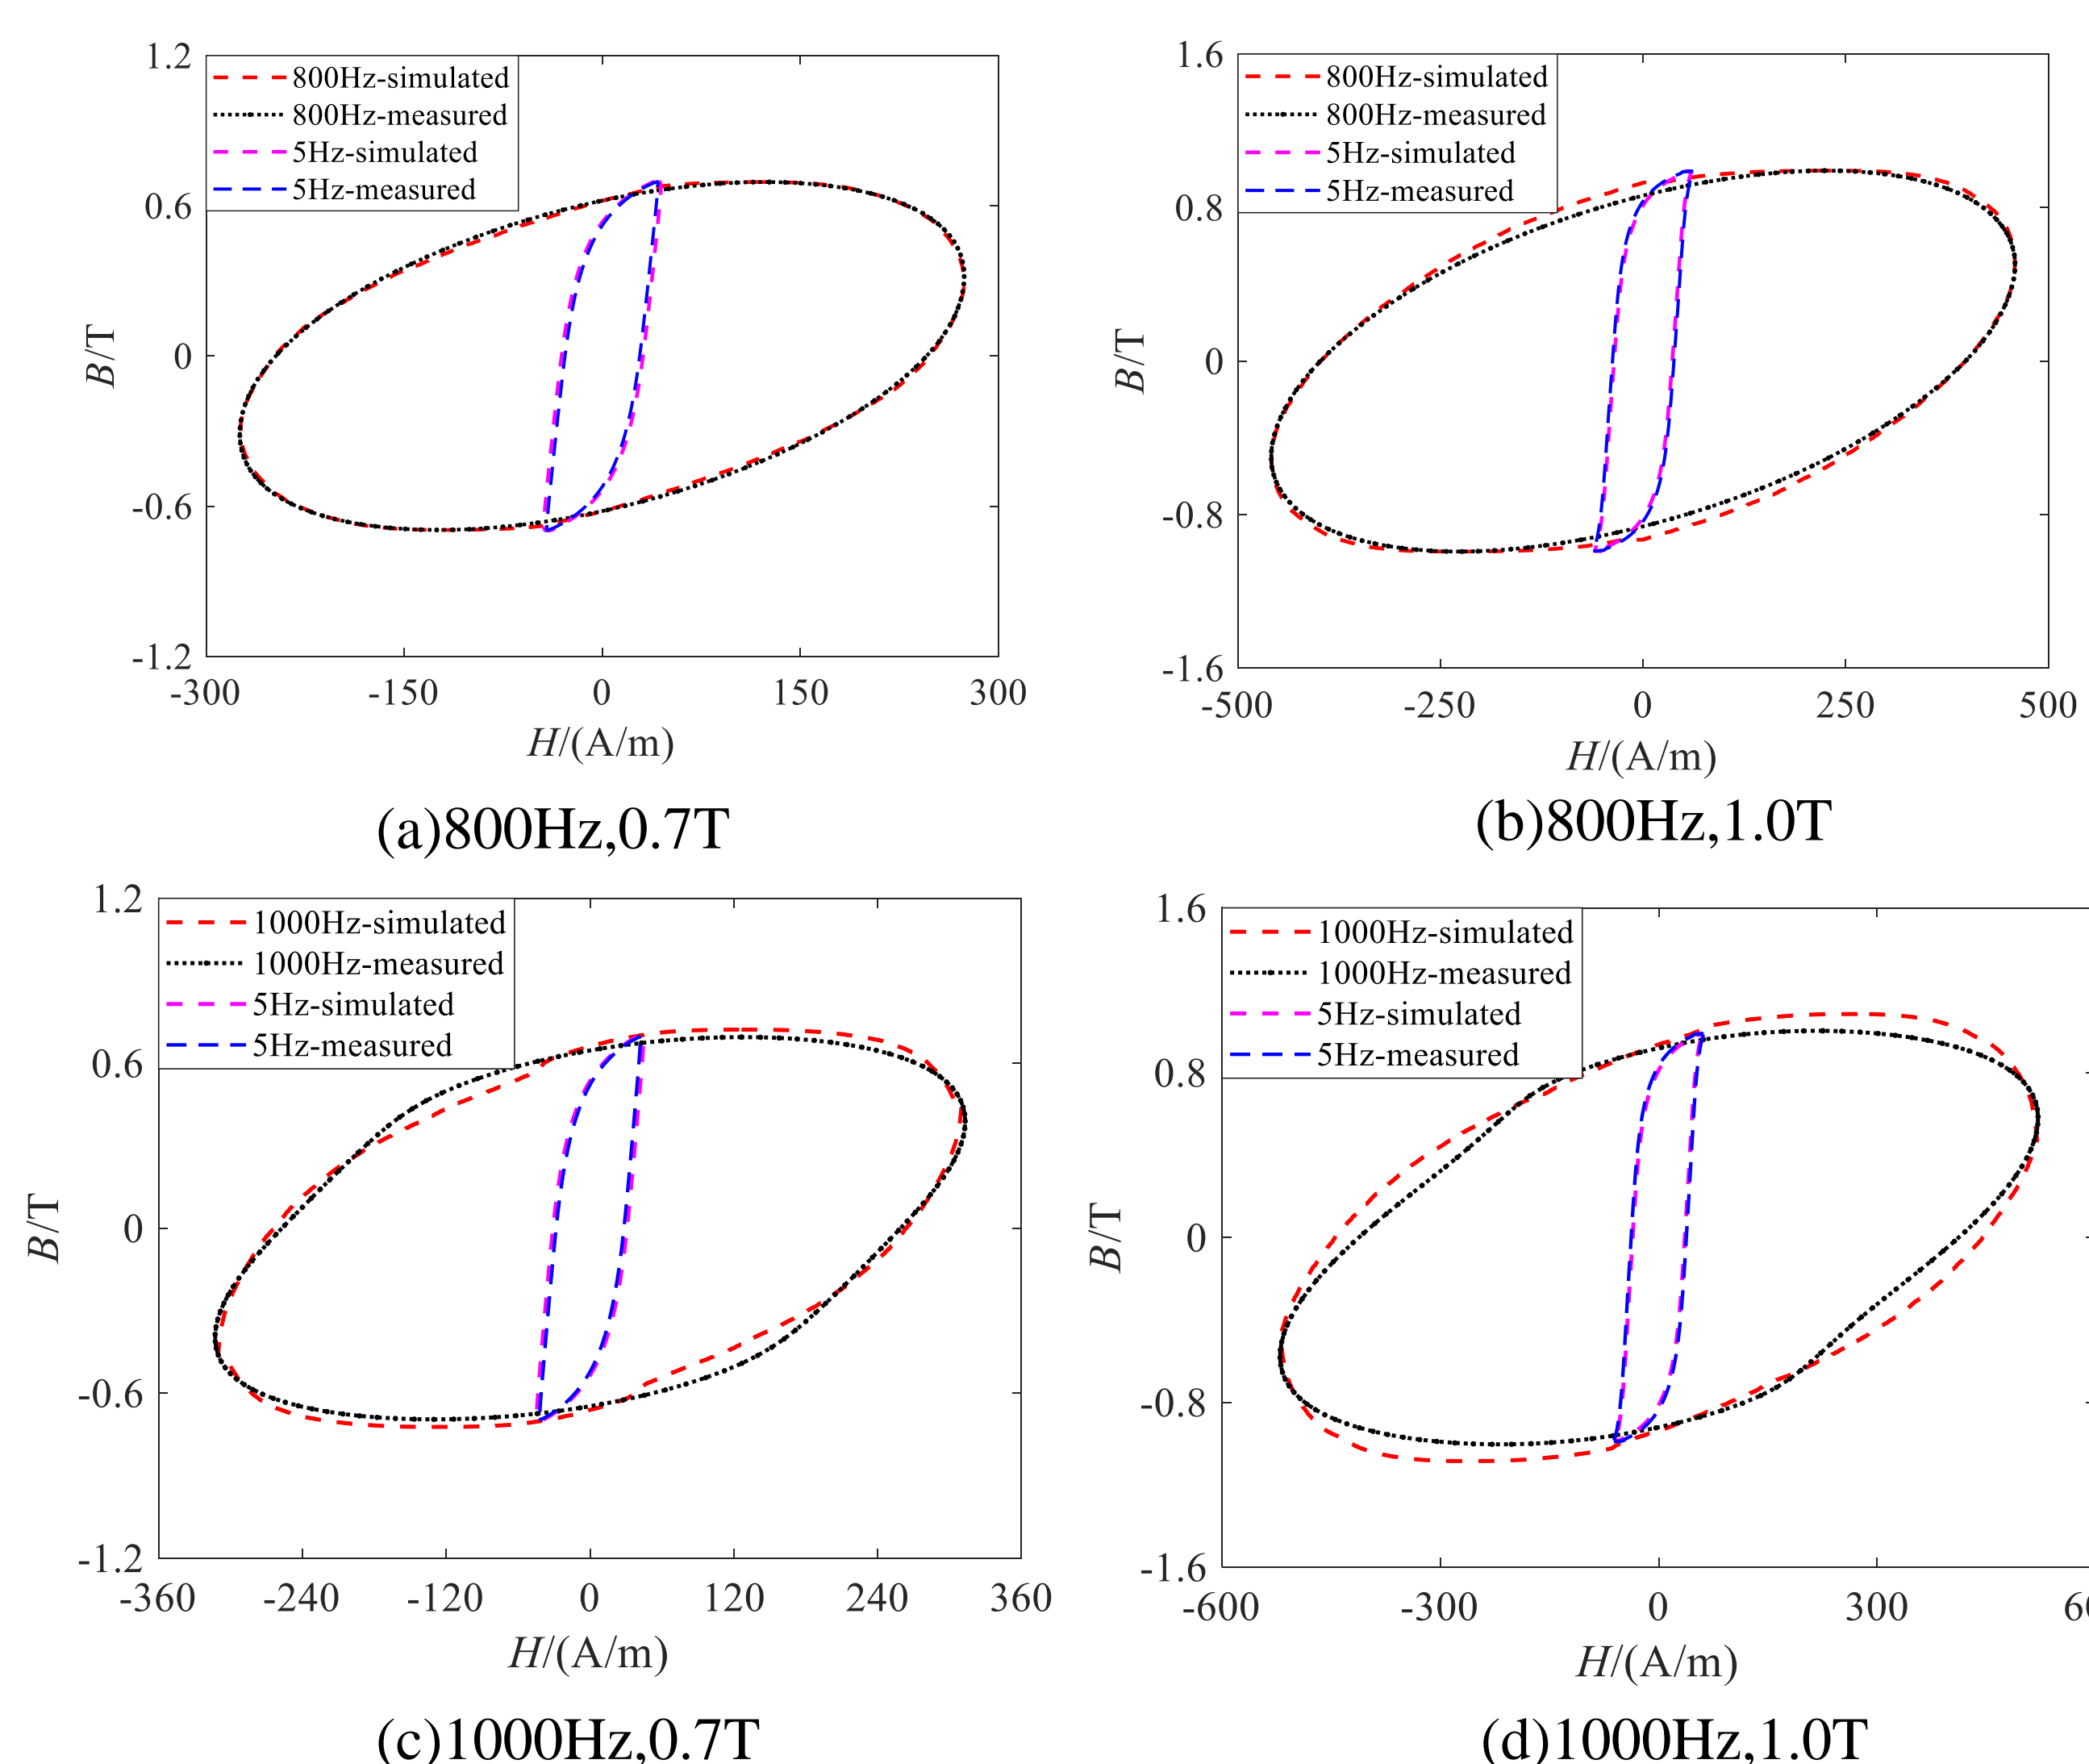 1.2
800Hz-simulated
800Hz-measured
5Hz-simulated
5Hz-measured
0.6
0
-0.6
-1.2
B/T
-300 -150 0 150 300
H/(A/m)
(a)800Hz,0.7T
1.6
800Hz-simulated
800Hz-measured
5Hz-simulated
5Hz-measured
0.8
0
-0.8
-1.6
B/T
-500 -250 0 250 500
H/(A/m)
(b)800Hz,1.0T
1.2
1000Hz-simulated
1000Hz-measured
5Hz-simulated
5Hz-measured
0.6
0
-0.6
-1.2
B/T
-360 -240 -120 0 120 240 360
H/(A/m)
(c)1000Hz,0.7T
1.6
1000Hz-simulated
1000Hz-measured
5Hz-simulated
5Hz-measured
0.8
0
-0.8
-1.6
B/T
-600 -300 0 300
H/(A/m)
(d)1000Hz,1.0T